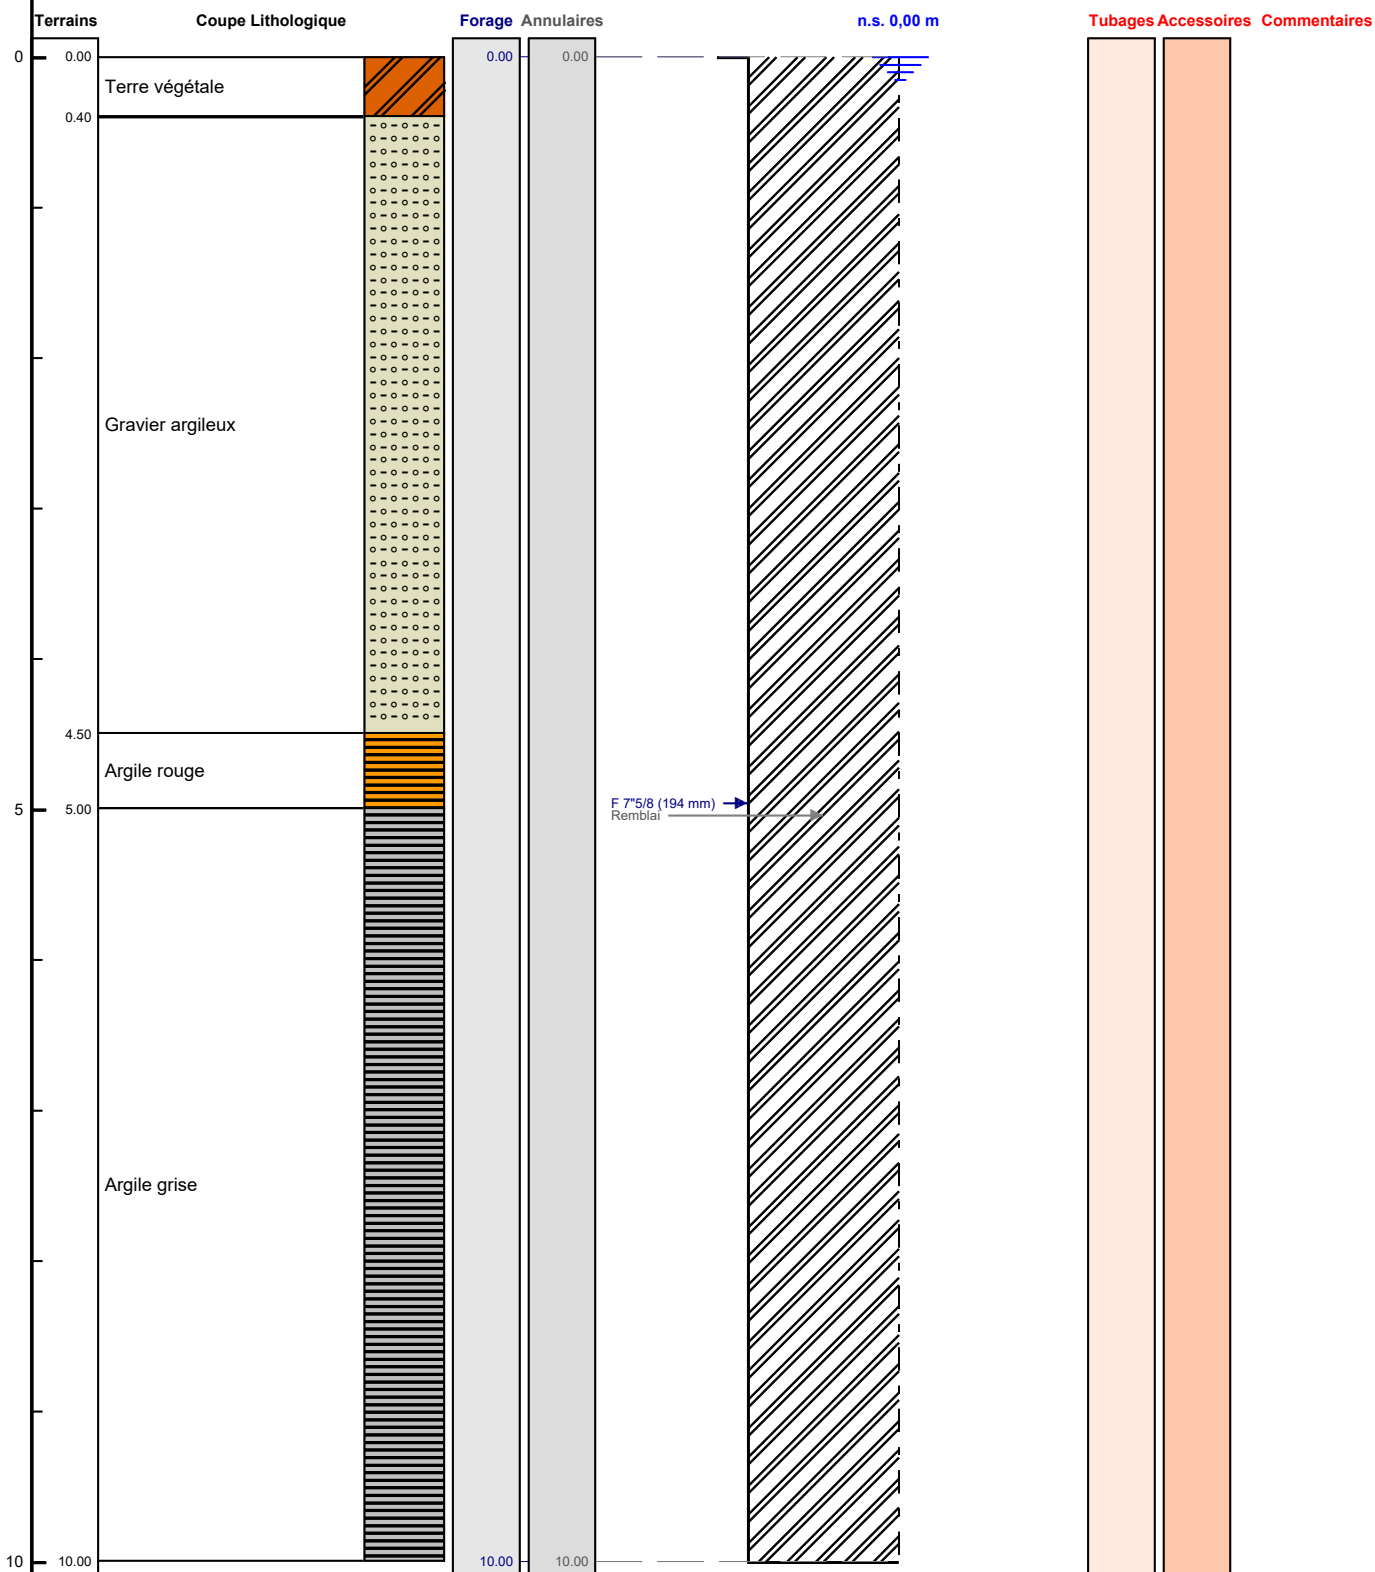 Terrains Coupe Lithologique Forage Annulaires n.s. 0,00 m Tubages Accessoires Commentaires
0 0.00 0.00 0.00
Terre végétale
0.40
Gravier argileux
4.50
Argile rouge
F 7"5/8 (194 mm)
5 5.00
Remblai
Argile grise
10 10.00 10.00 10.00